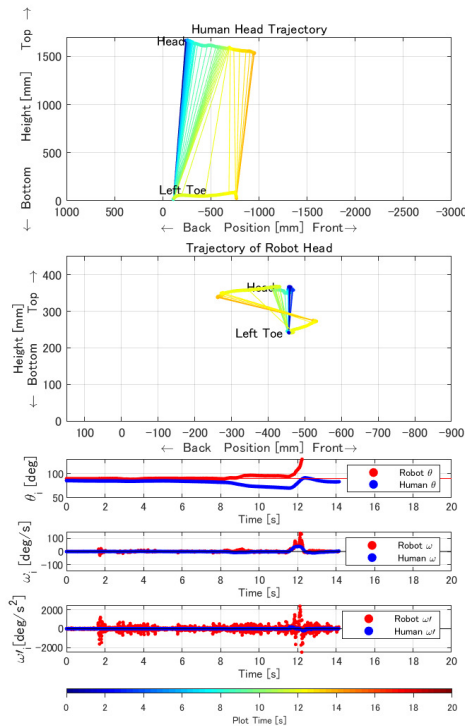 Human Head Trajectory
Height [mm]
← Bottom Top →
1500
1000
500
0
Head
Left Toe
1000 500 0 -500 -1000 -1500 -2000 -2500 -3000
← Back Position [mm] Front→
Trajectory of Robot Head
Height [mm]
← Bottom Top →
400
300
200
100
0
Head
Left Toe
100 0 -100 -200 -300 -400 -500 -600 -700 -800 -900
← Back Position [mm] Front→
θi [deg]
100
50
Robot θ
Human θ
0 2 4 6 8 10 12 14 16 18 20
Time [s]
ωi [deg/s]
100
0
-100
Robot ω
Human ω
0 2 4 6 8 10 12 14 16 18 20
Time [s]
ω′i[deg/s²]
2000
0
-2000
Robot ω′
Human ω′
0 2 4 6 8 10 12 14 16 18 20
Time [s]
0 2 4 6 8 10 12 14 16 18 20
Plot Time [s]